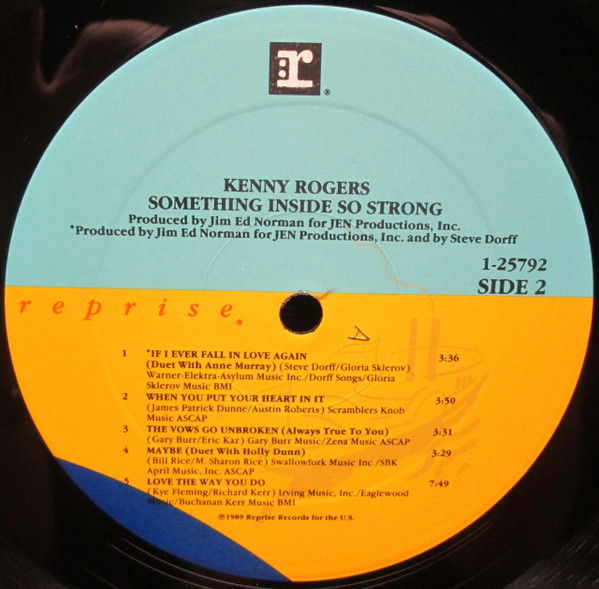 :r
®
KENNY ROGERS
SOMETHING INSIDE SO STRONG
Produced by Jim Ed Norman for JEN Productions, Inc.
*Produced by Jim Ed Norman for JEN Productions, Inc. and by Steve Dorff
1-25792
SIDE 2
reprise
1 *IF I EVER FALL IN LOVE AGAIN 3:36
(Duet With Anne Murray) (Steve Dorff/Gloria Sklerov)
Warner-Elektra-Asylum Music Inc./Dorff Songs/Gloria
Sklerov Music BMI
2 WHEN YOU PUT YOUR HEART IN IT 3:50
(James Patrick Dunne/Austin Roberts) Scramblers Knob
Music ASCAP
3 THE VOWS GO UNBROKEN (Always True To You) 3:31
(Gary Burr/Eric Kaz) Gary Burr Music/Zena Music ASCAP
4 MAYBE (Duet With Holly Dunn) 3:29
(Bill Rice/M. Sharon Rice) Swallowfork Music Inc./SBK
April Music, Inc. ASCAP
5 LOVE THE WAY YOU DO 7:49
(Kye Fleming/Richard Kerr) Irving Music, Inc./Eaglewood
Music/Buchanan Kerr Music BMI
℗1989 Reprise Records for the U.S.